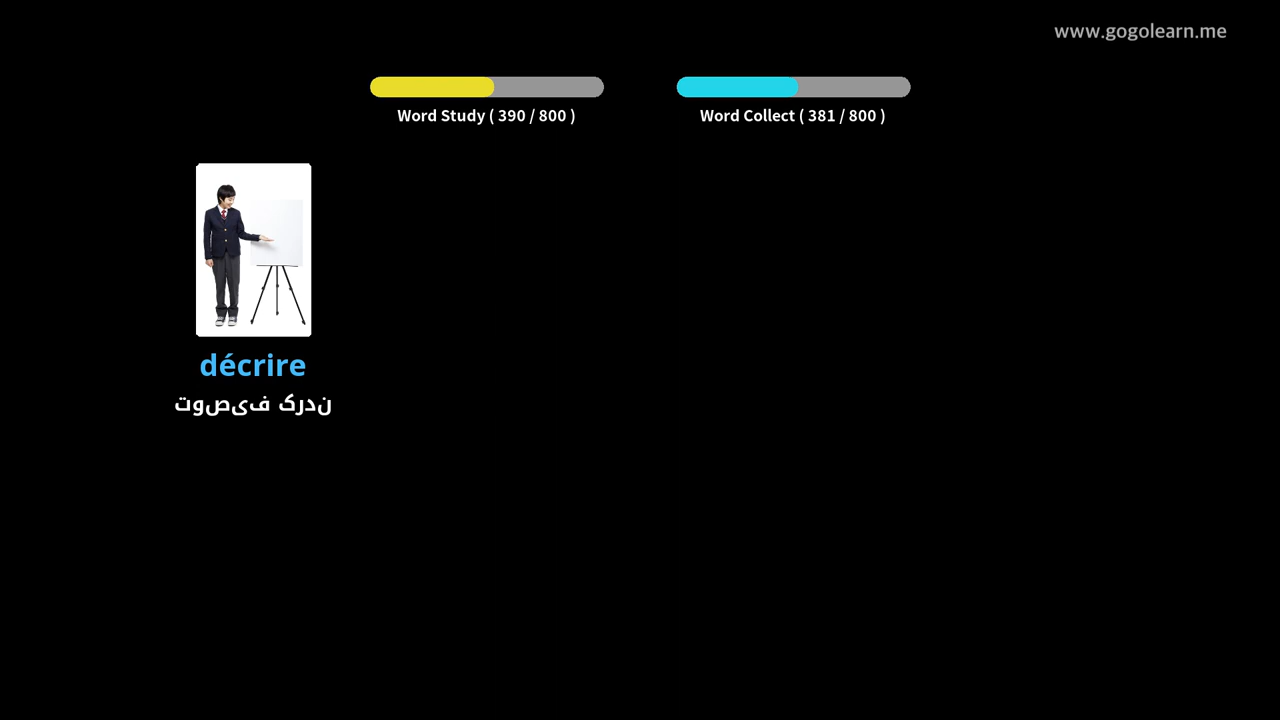 www.gogolearn.me
Word Study ( 390 / 800 )
Word Collect ( 381 / 800 )
décrire
توصیف کردن